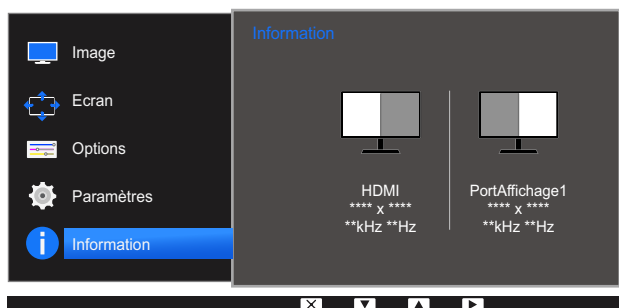 Image
Ecran
Options
Paramètres
Information
Information
HDMI
**** x ****
**kHz **Hz
PortAffichage1
**** x ****
**kHz **Hz